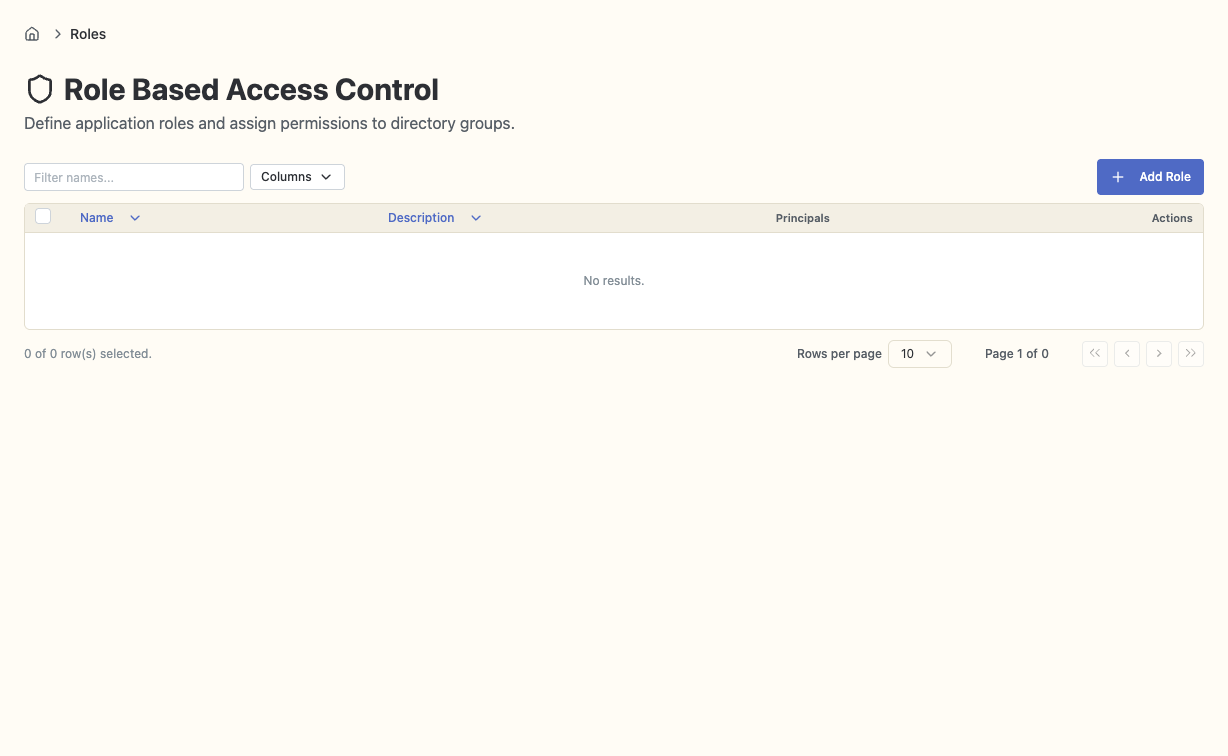 Roles
Role Based Access Control
Define application roles and assign permissions to directory groups.
Filter names...
Columns
Add Role
Name Description Principals Actions
No results.
0 of 0 row(s) selected.
Rows per page 10 Page 1 of 0